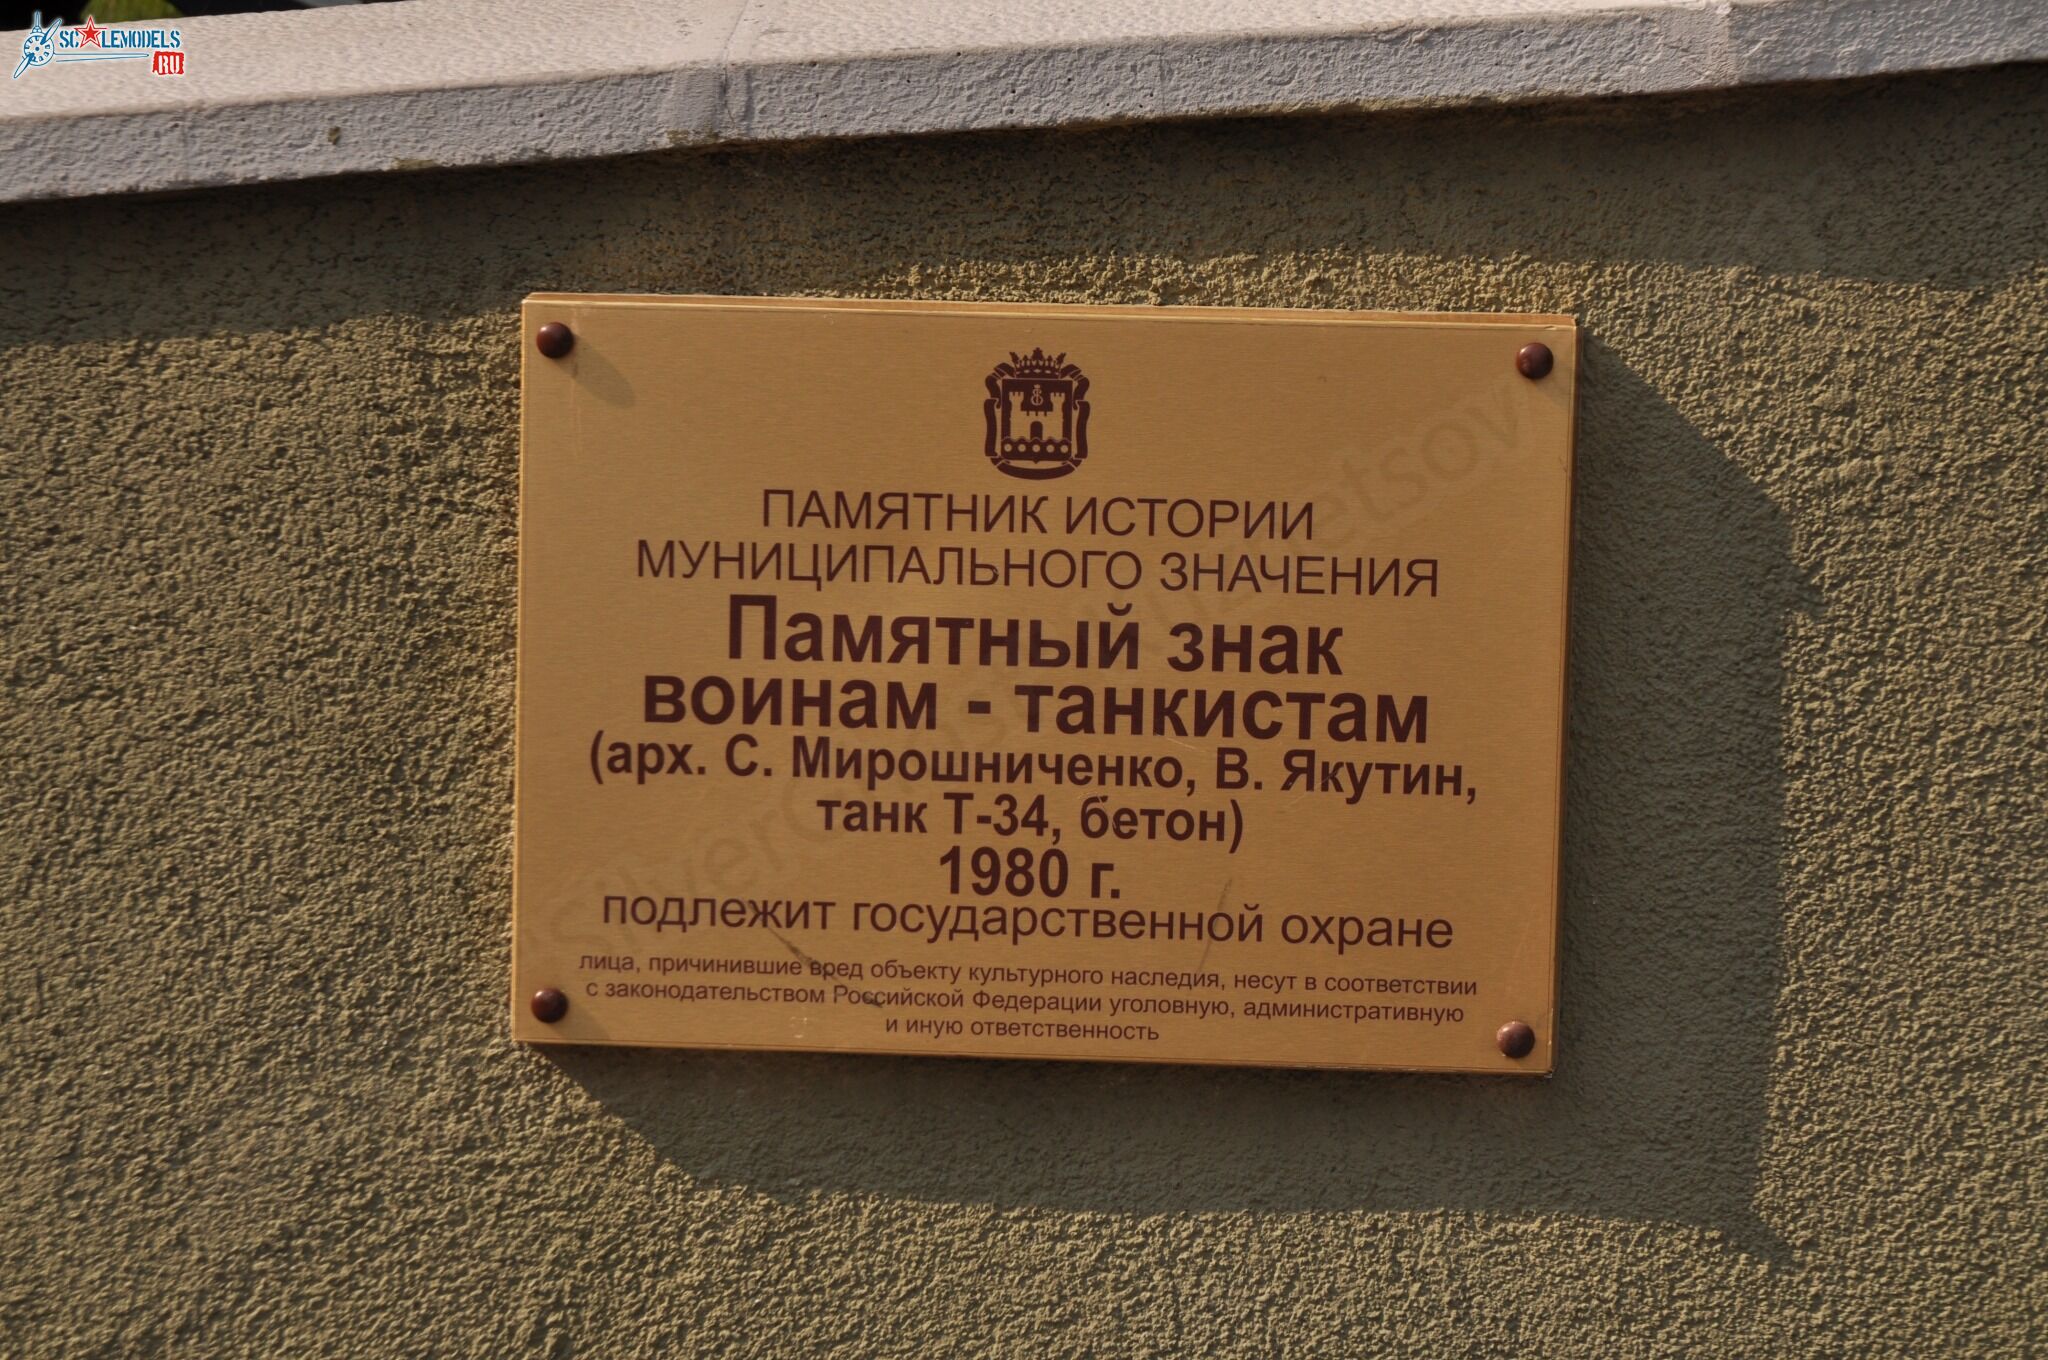 SCALEMODELS
RU
ПАМЯТНИК ИСТОРИИ
МУНИЦИПАЛЬНОГО ЗНАЧЕНИЯ
Памятный знак
воинам - танкистам
(арх. С. Мирошниченко, В. Якутин,
танк Т-34, бетон)
1980 г.
подлежит государственной охране
лица, причинившие вред объекту культурного наследия, несут в соответствии
с законодательством Российской Федерации уголовную, административную
и иную ответственность